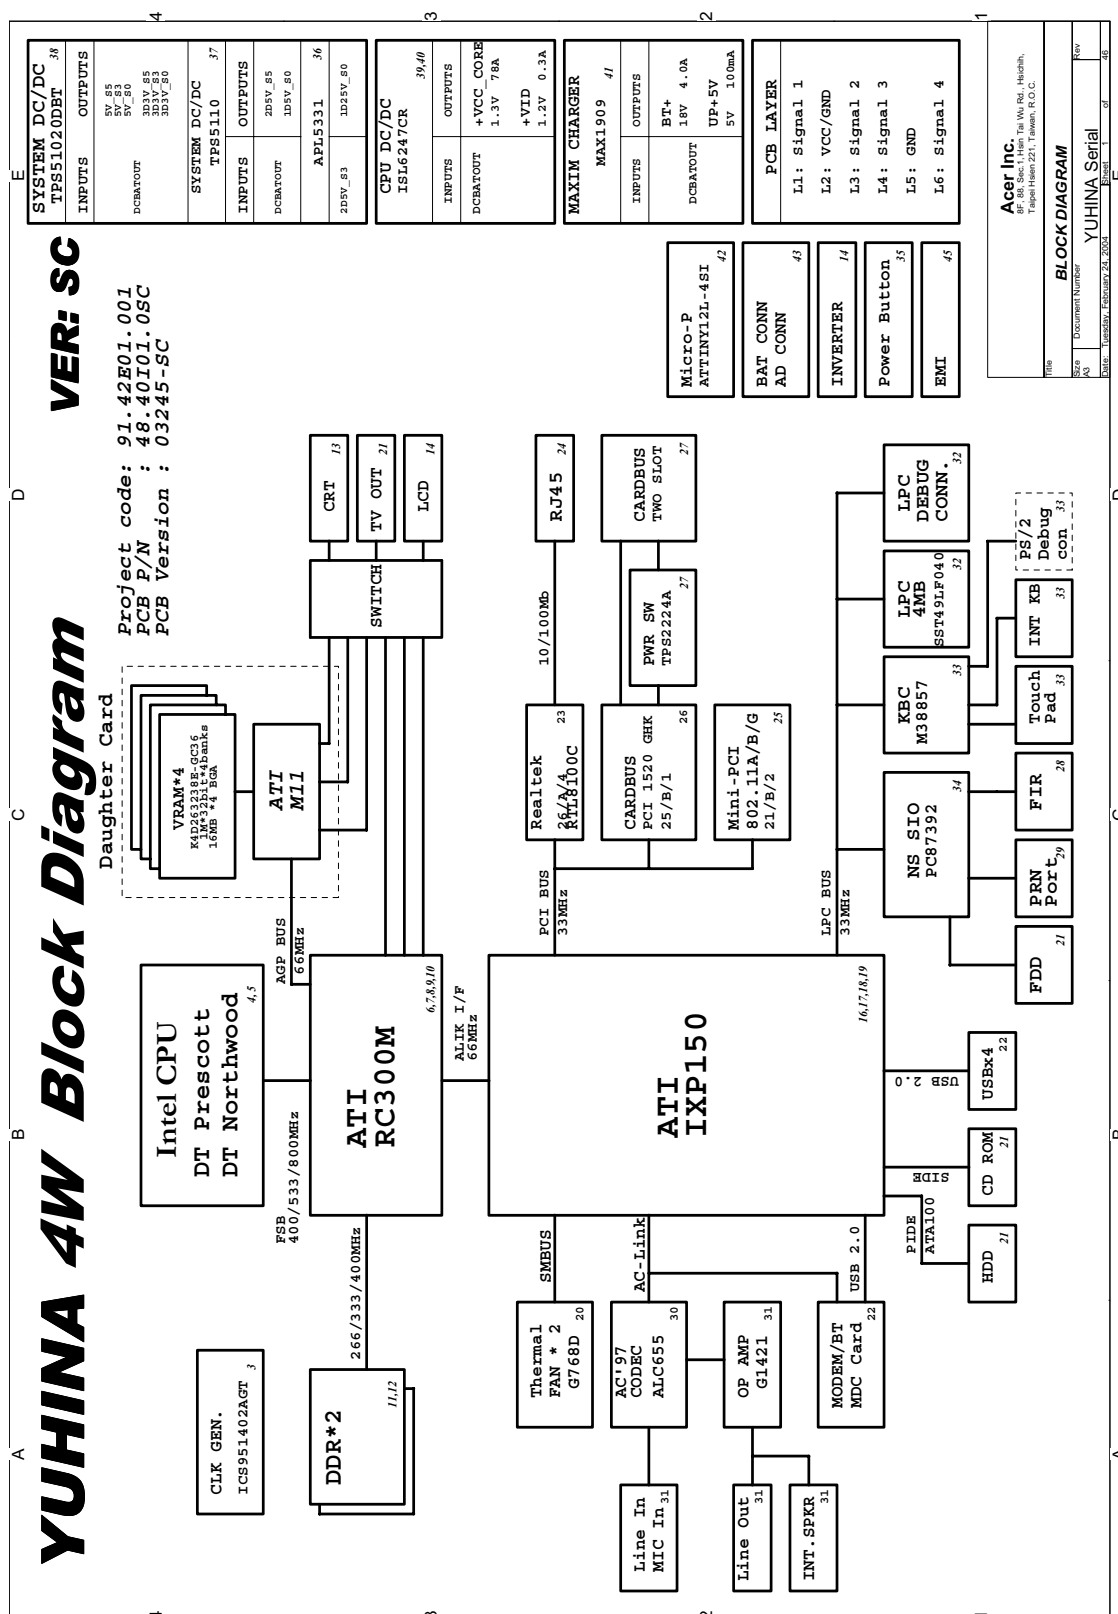 YUHINA 4W Block Diagram
VER: SC
Project code: 91.42E01.001
PCB P/N : 48.40I01.0SC
PCB Version : 03245-SC
CLK GEN.
ICS951402AGT
3
Intel CPU
DT Prescott
DT Northwood
4,5
Daughter Card
VRAM*4
K4D263238E-GC36
1M*32bit*4banks
16MB *4 BGA
ATI
M11
AGP BUS
66MHz
FSB
400/533/800MHz
DDR*2
11,12
266/333/400MHz
ATI
RC300M
6,7,8,9,10
SWITCH
CRT
13
TV OUT
21
LCD
14
ALIK I/F
66MHz
ATI
IXP150
16,17,18,19
SMBUS
Thermal
FAN * 2
G768D
20
AC-Link
AC'97
CODEC
ALC655
30
Line In
MIC In
31
OP AMP
G1421
31
Line Out
31
INT.SPKR
31
MODEM/BT
MDC Card
22
USB 2.0
PCI BUS
33MHz
Realtek
26/A/4
RTL8100C
23
10/100Mb
RJ45
24
CARDBUS
PCI 1520 GHK
25/B/1
26
PWR SW
TPS2224A
27
CARDBUS
TWO SLOT
27
Mini-PCI
802.11A/B/G
21/B/2
25
LPC BUS
33MHz
NS SIO
PC87392
34
KBC
M38857
33
LPC
4MB
SST49LF040
32
LPC
DEBUG
CONN.
32
PIDE
ATA100
HDD
21
SIDE
CD ROM
21
USB 2.0
USBx4
22
FDD
21
PRN
Port
29
FIR
28
Touch
Pad
33
INT KB
33
PS/2
Debug
con
33
SYSTEM DC/DC
TPS51020DBT
38
INPUTS
OUTPUTS
DCBATOUT
5V_S5
5V_S3
5V_S0
3D3V_S5
3D3V_S3
3D3V_S0
SYSTEM DC/DC
TPS5110
37
INPUTS
OUTPUTS
DCBATOUT
2D5V_S5
1D5V_S0
APL5331
36
2D5V_S3
1D25V_S0
CPU DC/DC
ISL6247CR
39,40
INPUTS
OUTPUTS
DCBATOUT
+VCC_CORE
1.3V 78A
+VID
1.2V 0.3A
MAXIM CHARGER
MAX1909
41
INPUTS
OUTPUTS
DCBATOUT
BT+
18V 4.0A
UP+5V
5V 100mA
PCB LAYER
L1: Signal 1
L2: VCC/GND
L3: Signal 2
L4: Signal 3
L5: GND
L6: Signal 4
Micro-P
ATTINY12L-4SI
42
BAT CONN
AD CONN
43
INVERTER
14
Power Button
35
EMI
45
Acer Inc.
8F, 88, Sec.1, Hsin Tai Wu Rd., Hsichih,
Taipei Hsien 221, Taiwan, R.O.C.
Title
BLOCK DIAGRAM
Size
A3
Document Number
YUHINA Serial
Rev
Date: Tuesday, February 24, 2004
Sheet 1 of 46
A
B
C
D
E
4
3
2
1